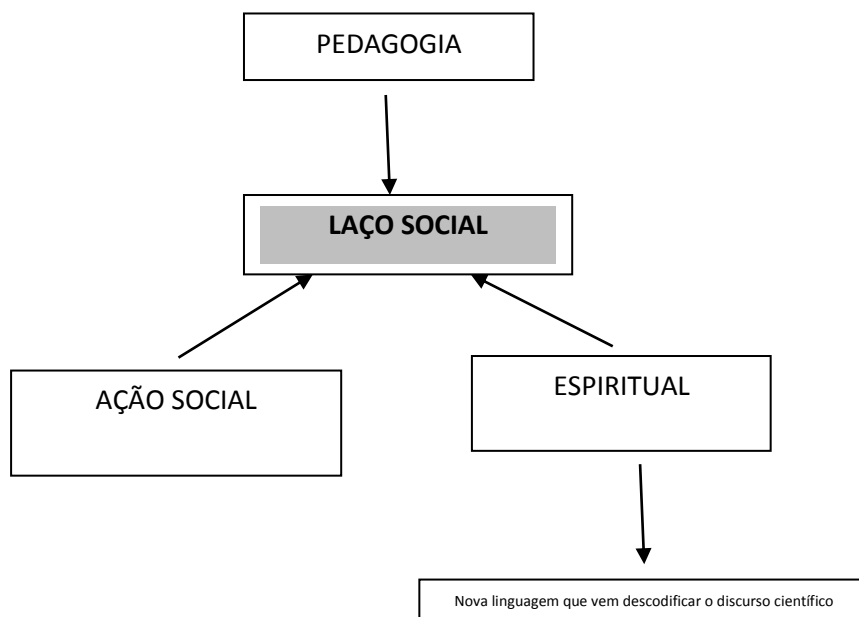 PEDAGOGIA
LAÇO SOCIAL
AÇÃO SOCIAL
ESPIRITUAL
Nova linguagem que vem descodificar o discurso científico